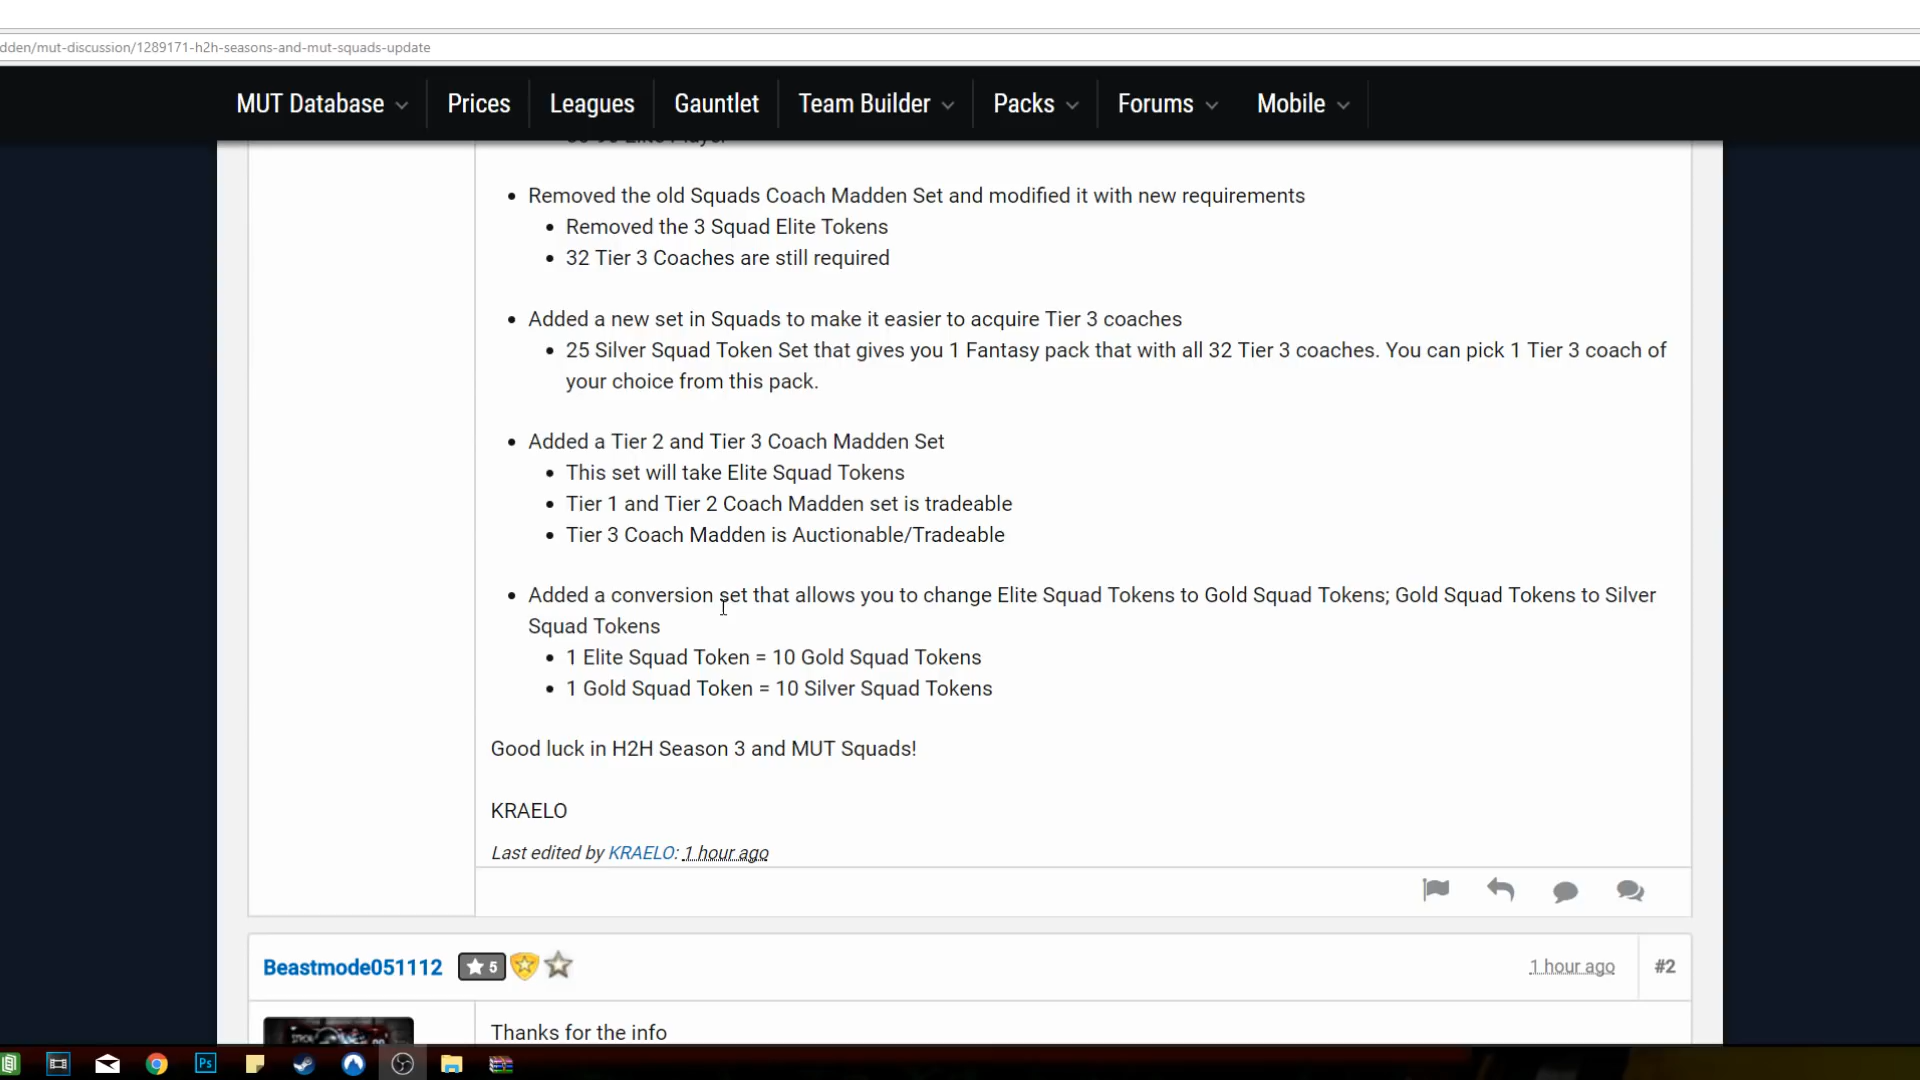 dden/mut-discussion/1289171-h2h-seasons-and-mut-squads-update
MUT Database Prices Leagues Gauntlet Team Builder Packs Forums Mobile
Elite Player
Removed the old Squads Coach Madden Set and modified it with new requirements
Removed the 3 Squad Elite Tokens
32 Tier 3 Coaches are still required
Added a new set in Squads to make it easier to acquire Tier 3 coaches
25 Silver Squad Token Set that gives you 1 Fantasy pack that with all 32 Tier 3 coaches. You can pick 1 Tier 3 coach of
your choice from this pack.
Added a Tier 2 and Tier 3 Coach Madden Set
This set will take Elite Squad Tokens
Tier 1 and Tier 2 Coach Madden set is tradeable
Tier 3 Coach Madden is Auctionable/Tradeable
Added a conversion set that allows you to change Elite Squad Tokens to Gold Squad Tokens; Gold Squad Tokens to Silver
Squad Tokens
1 Elite Squad Token = 10 Gold Squad Tokens
1 Gold Squad Token = 10 Silver Squad Tokens
Good luck in H2H Season 3 and MUT Squads!
KRAELO
Last edited by KRAELO: 1 hour ago
Beastmode051112 5 1 hour ago #2
Thanks for the info
Ps